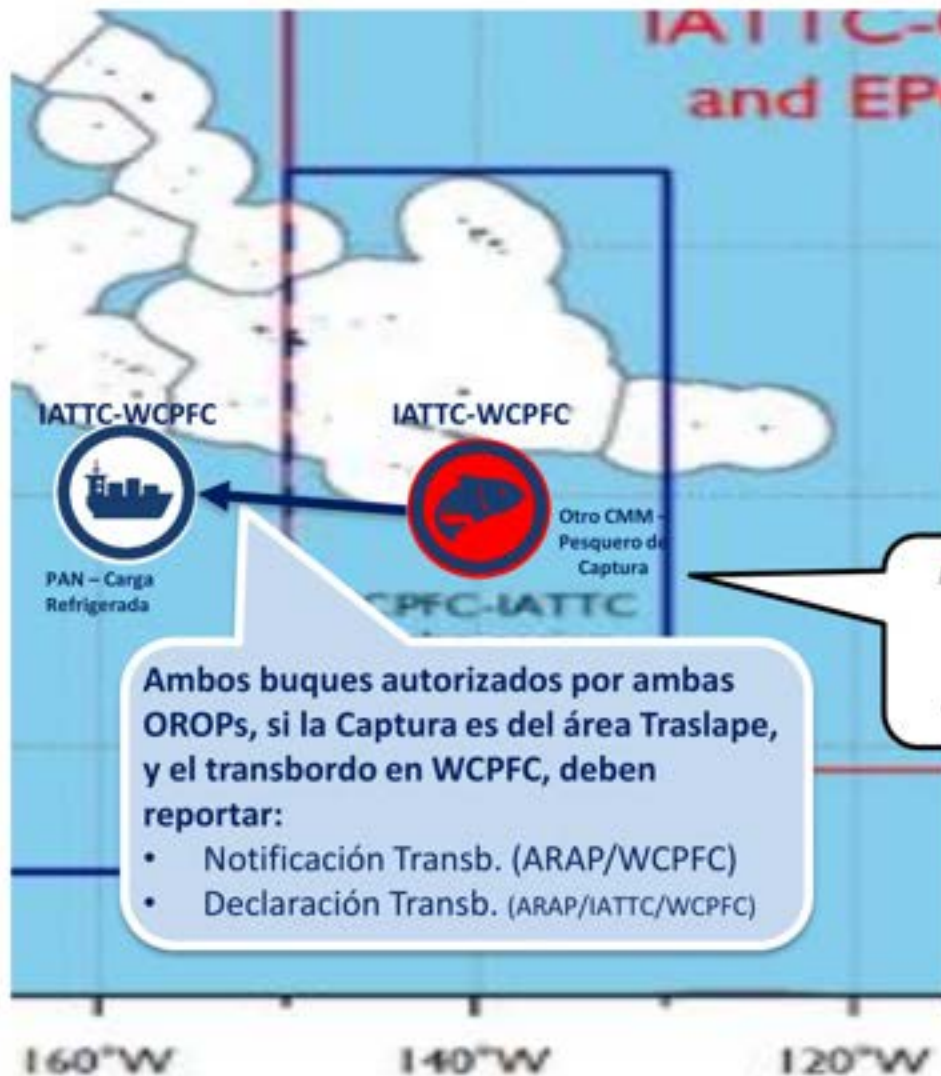 IATTC-
and EP
IATTC-WCPFC
IATTC-WCPFC
Otro CMM -
Pesquero de
Captura
PAN – Carga
Refrigerada
CPFC-IATTC
Ambos buques autorizados por ambas
OROPs, si la Captura es del área Traslape,
y el transbordo en WCPFC, deben
reportar:
• Notificación Transb. (ARAP/WCPFC)
• Declaración Transb. (ARAP/IATTC/WCPFC)
160°W 140°W 120°W